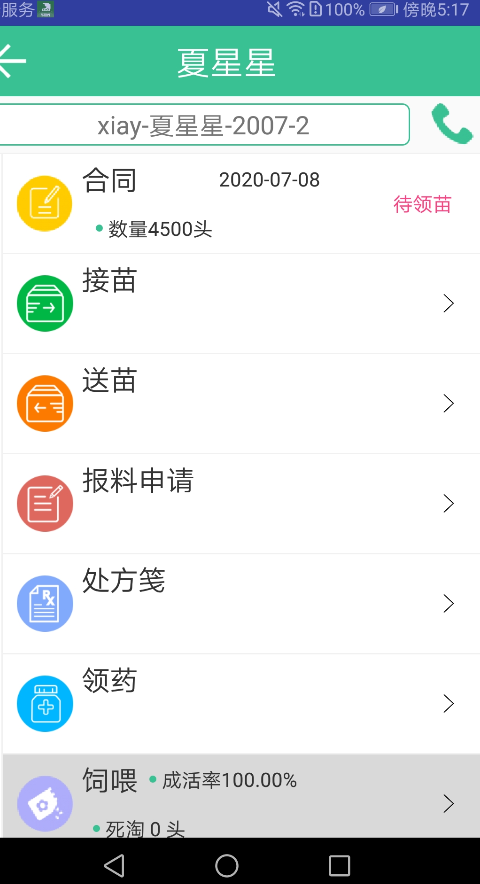 服务 100% 傍晚5:17
夏星星
xiay-夏星星-2007-2
合同 2020-07-08
待领苗
数量4500头
接苗
送苗
报料申请
处方笺
领药
饲喂 成活率100.00%
死淘 0 头